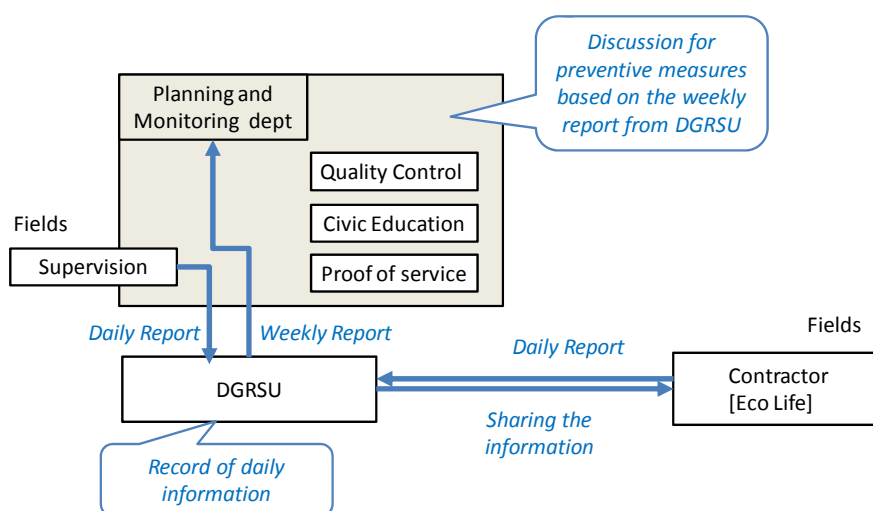 Discussion for
preventive measures
based on the weekly
report from DGRSU
Planning and
Monitoring dept
Quality Control
Fields
Civic Education
Supervision
Proof of service
Daily Report
Weekly Report
Fields
Daily Report
DGRSU
Contractor
[Eco Life]
Sharing the
information
Record of daily
information